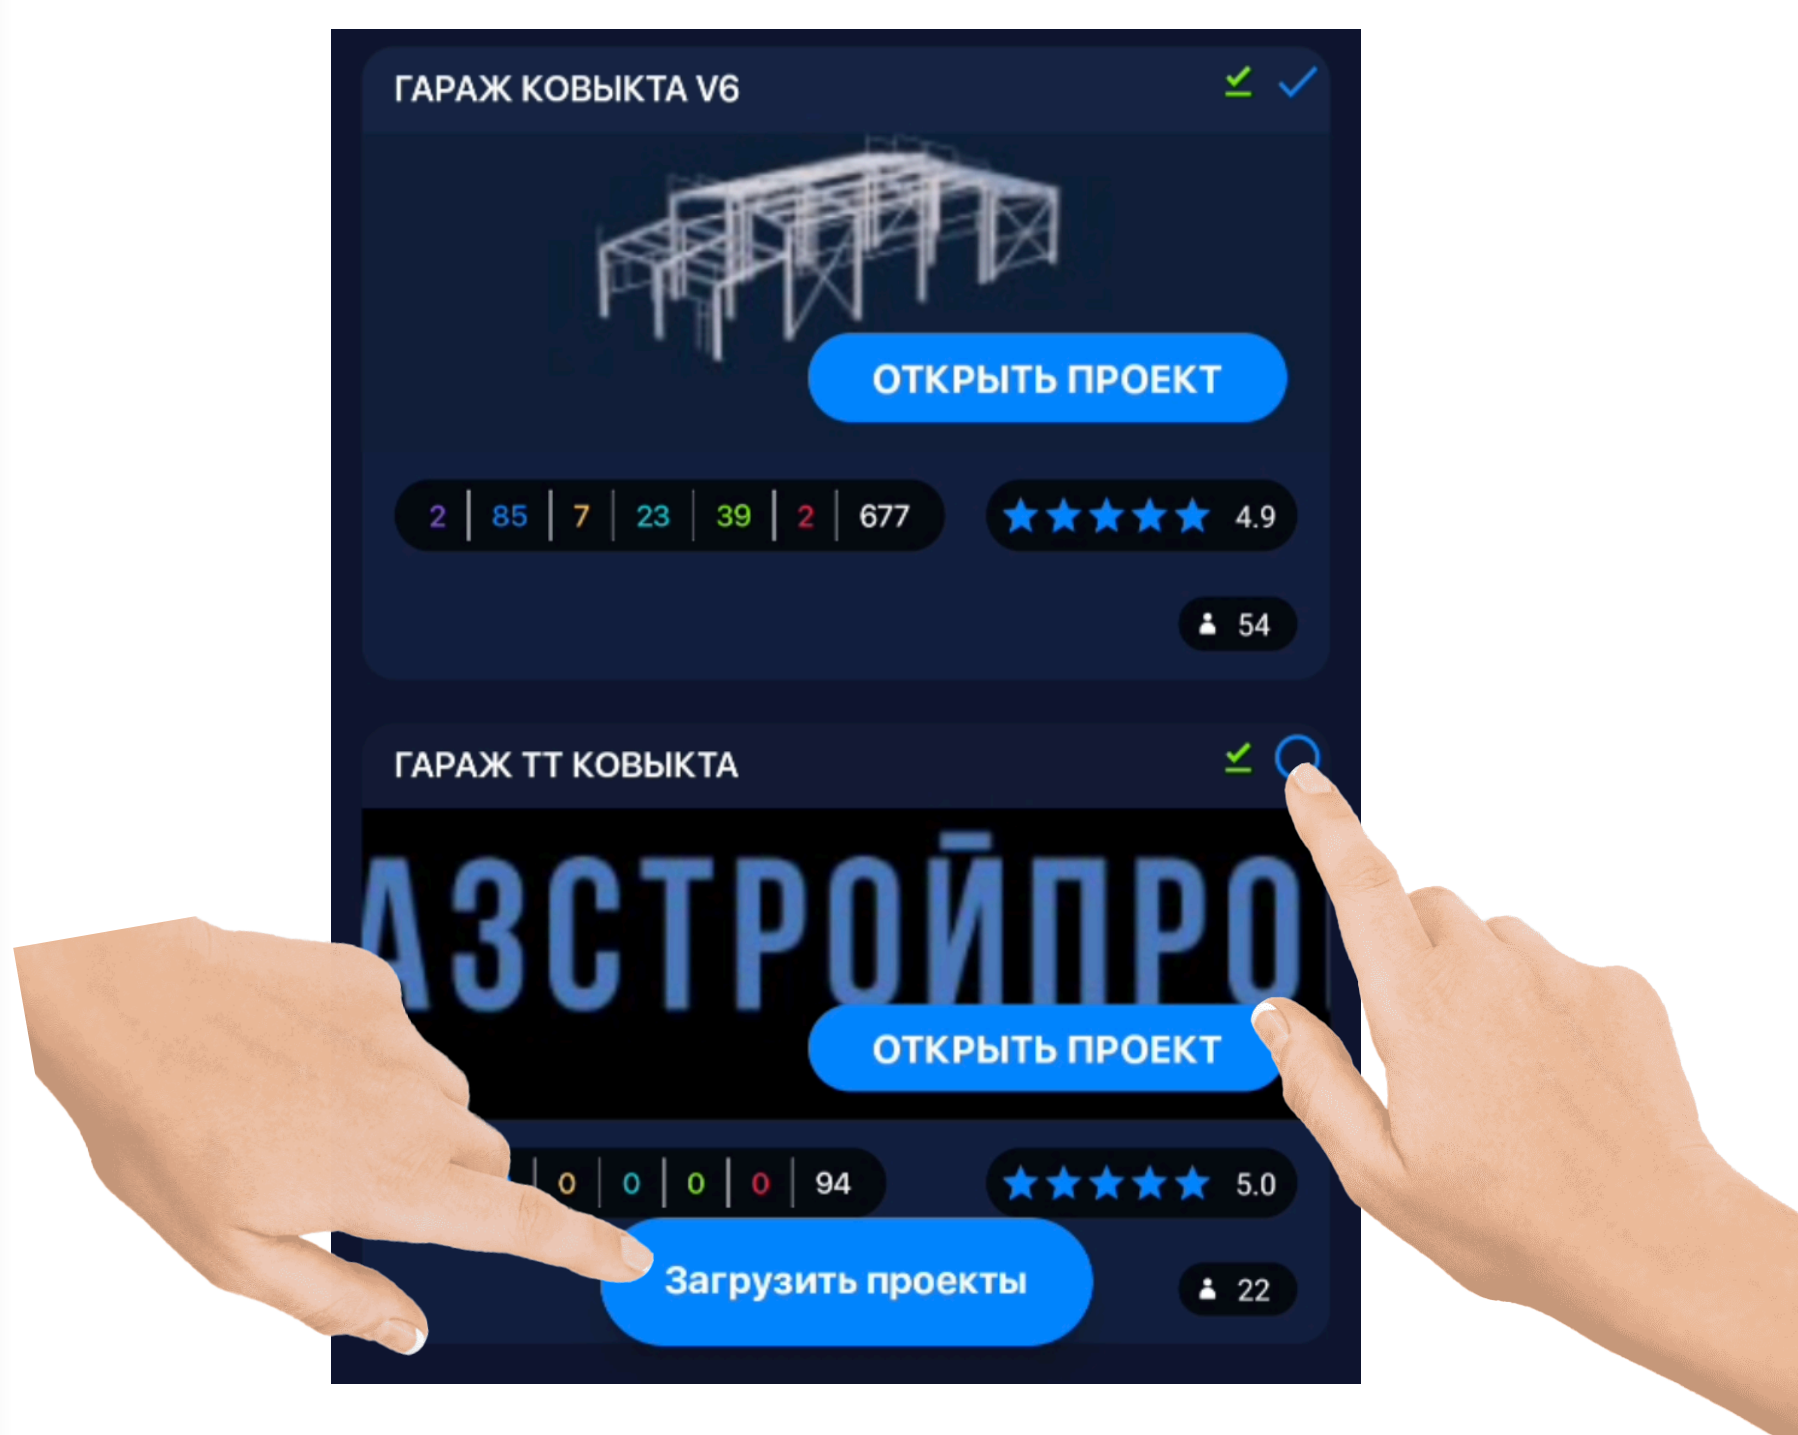 ГАРАЖ КОВЫКТА V6
ОТКРЫТЬ ПРОЕКТ
2 85 7 23 39 2 677 4.9
54
ГАРАЖ ТТ КОВЫКТА
АЗСТРОЙПРО
ОТКРЫТЬ ПРОЕКТ
0 0 0 0 94 5.0
Загрузить проекты
22